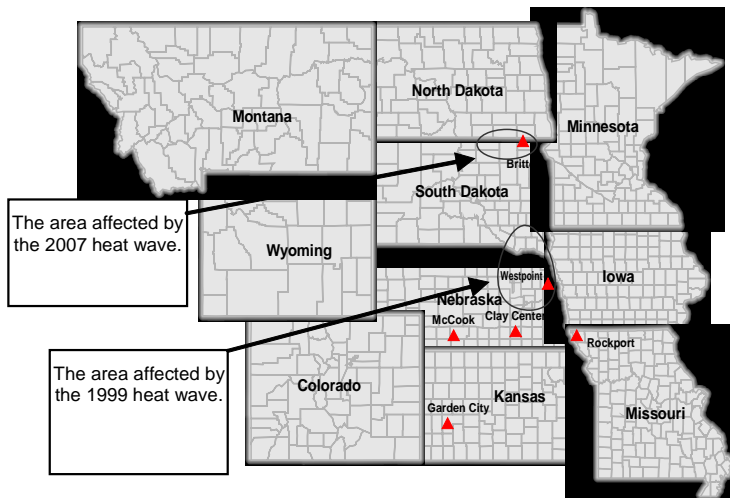 North Dakota
Montana
Minnesota
Britt
South Dakota
The area affected by
the 2007 heat wave.
Wyoming
Westpoint
Iowa
Nebraska
McCook
Clay Center
Rockport
The area affected by
the 1999 heat wave.
Colorado
Kansas
Garden City
Missouri